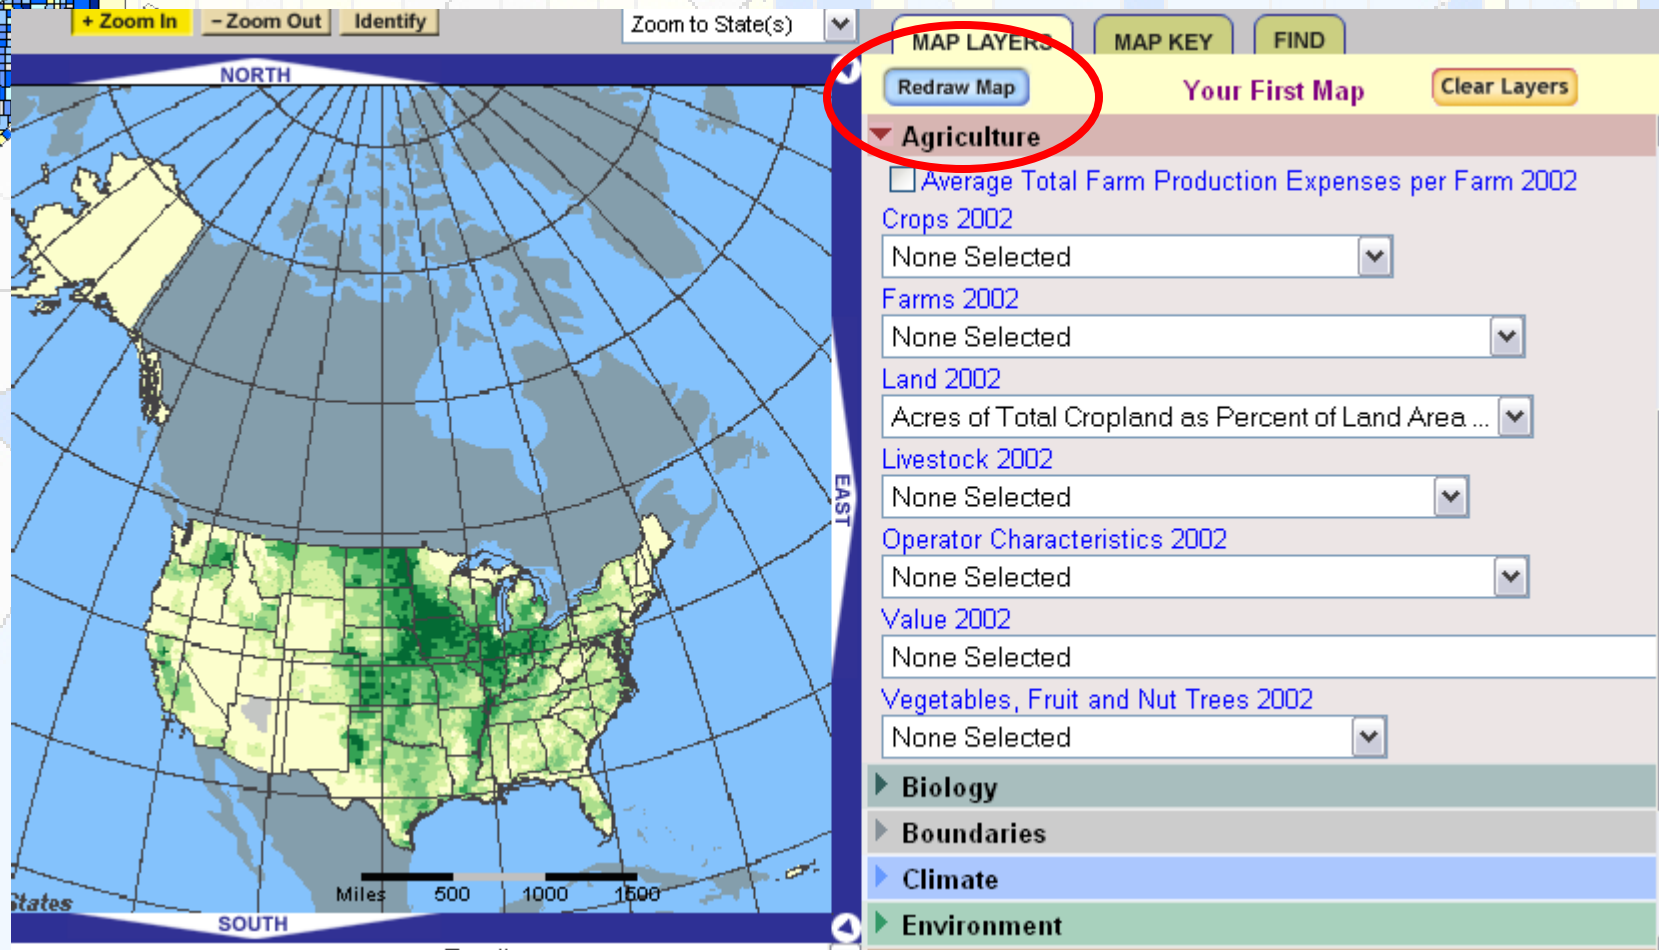 + Zoom In
– Zoom Out
Identify
Zoom to State(s)
NORTH
EAST
Miles 500 1000 1500
States
SOUTH
MAP LAYERS
MAP KEY
FIND
Redraw Map
Your First Map
Clear Layers
Agriculture
Average Total Farm Production Expenses per Farm 2002
Crops 2002
None Selected
Farms 2002
None Selected
Land 2002
Acres of Total Cropland as Percent of Land Area ...
Livestock 2002
None Selected
Operator Characteristics 2002
None Selected
Value 2002
None Selected
Vegetables, Fruit and Nut Trees 2002
None Selected
Biology
Boundaries
Climate
Environment